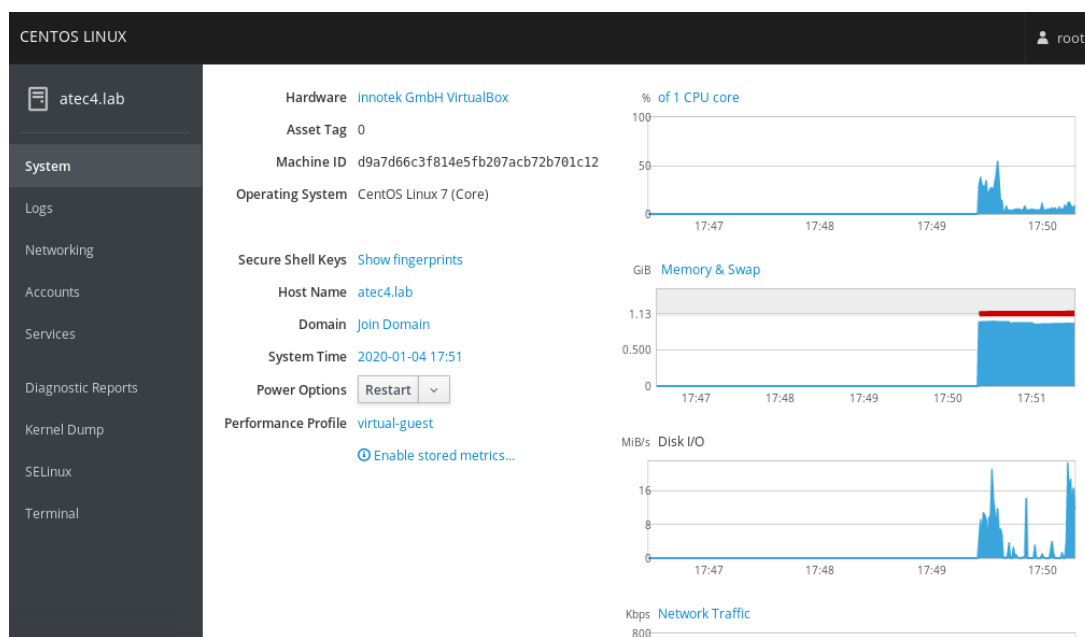 CENTOS LINUX
root
atec4.lab
System
Logs
Networking
Accounts
Services
Diagnostic Reports
Kernel Dump
SELinux
Terminal
Hardware innotek GmbH VirtualBox
Asset Tag 0
Machine ID d9a7d66c3f814e5fb207acb72b701c12
Operating System CentOS Linux 7 (Core)
Secure Shell Keys Show fingerprints
Host Name atec4.lab
Domain Join Domain
System Time 2020-01-04 17:51
Power Options Restart
Performance Profile virtual-guest
Enable stored metrics...
% of 1 CPU core
100
50
0
17:47 17:48 17:49 17:50
GiB Memory & Swap
1.13
0.500
0
17:47 17:48 17:49 17:50 17:51
MiB/s Disk I/O
16
8
0
17:47 17:48 17:49 17:50
Kbps Network Traffic
800